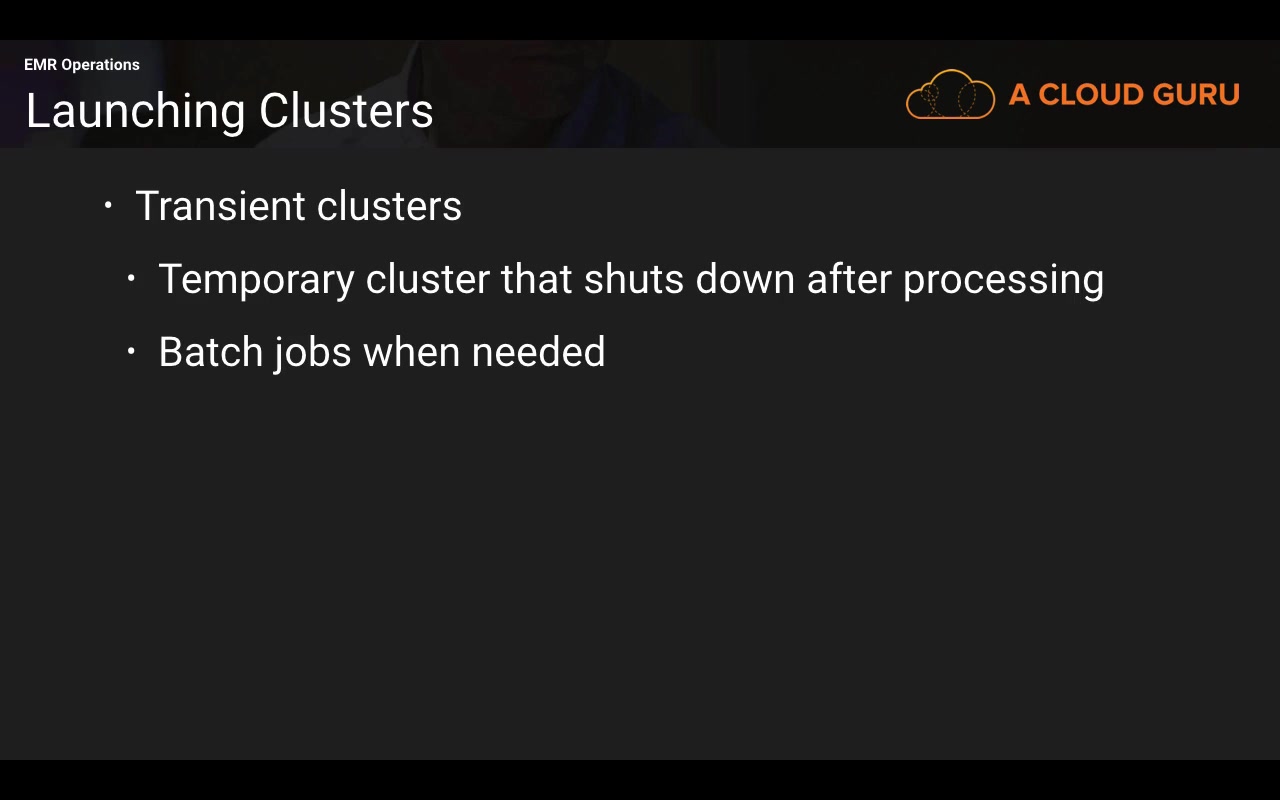 EMR Operations
Launching Clusters
A CLOUD GURU
• Transient clusters
• Temporary cluster that shuts down after processing
• Batch jobs when needed